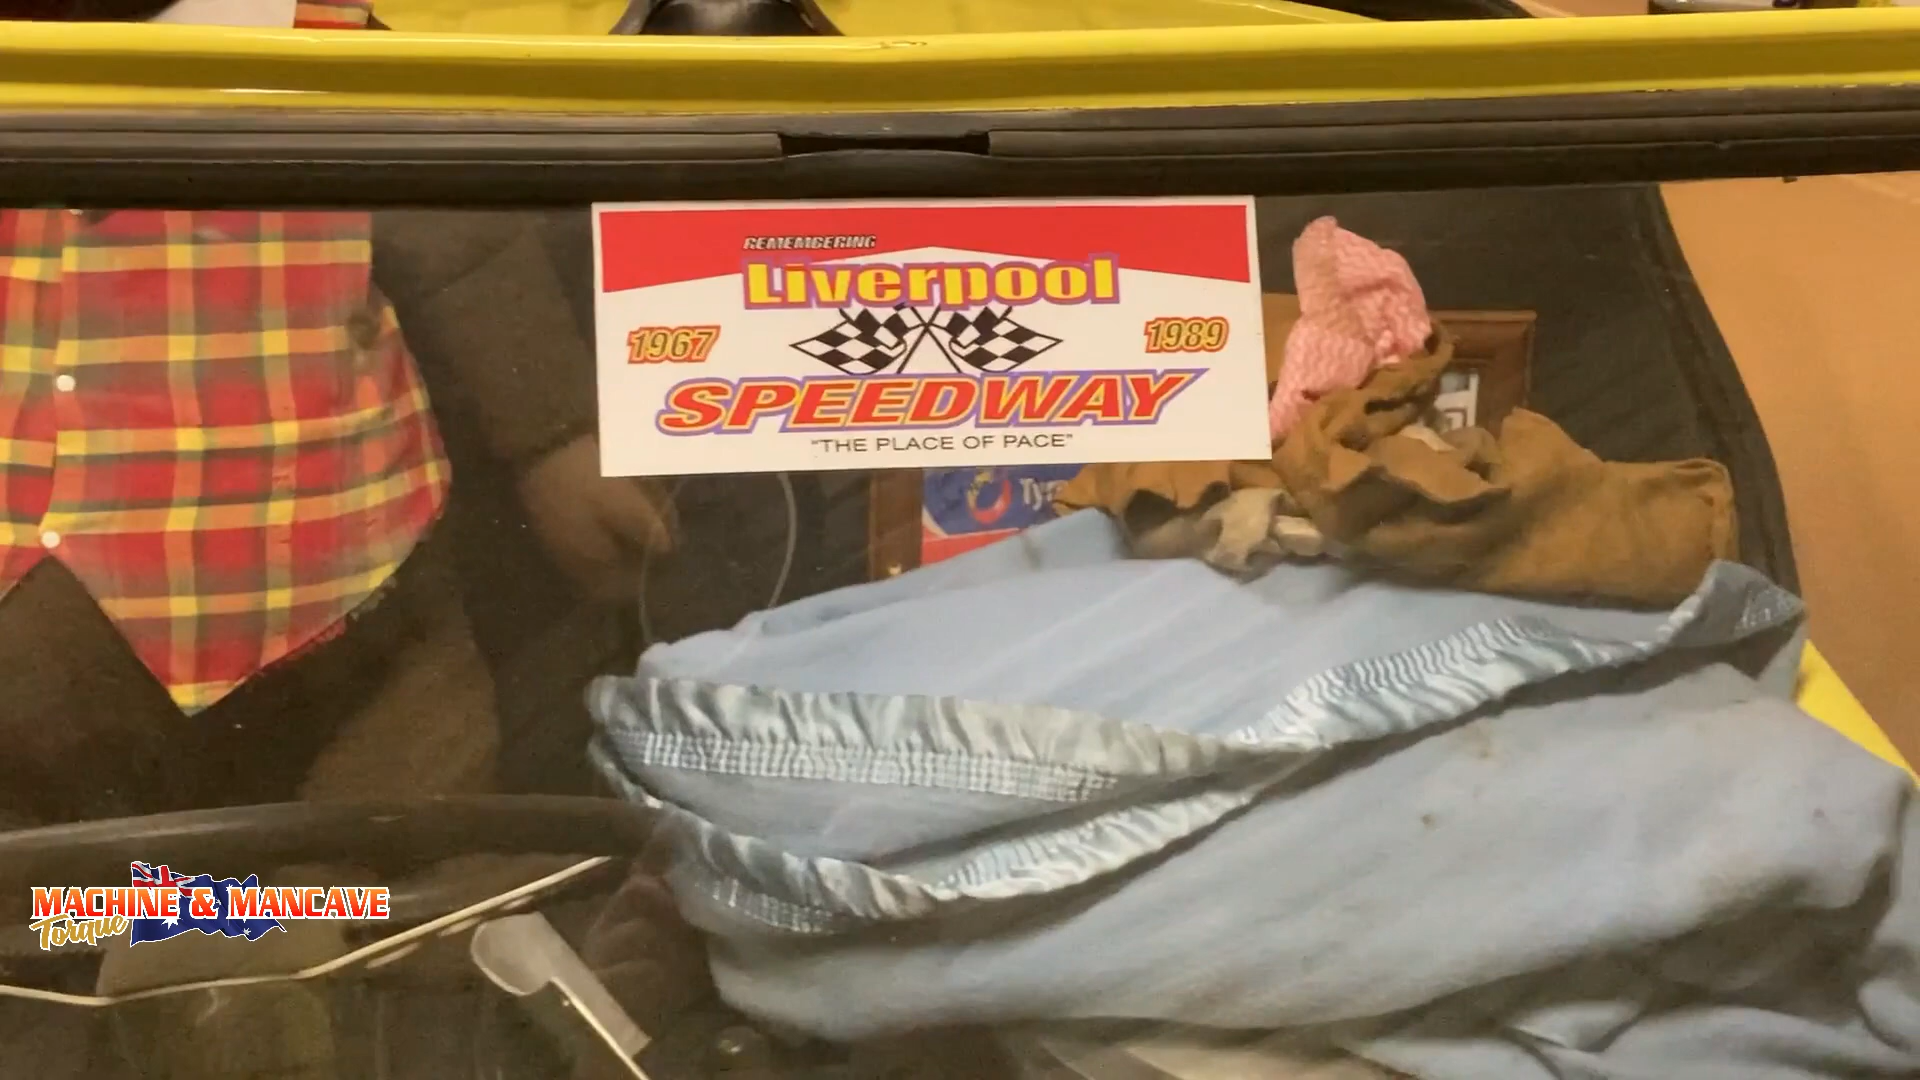 REMEMBERING
Liverpool
1967 1989
SPEEDWAY
"THE PLACE OF PACE"
MACHINE & MANCAVE
Torque